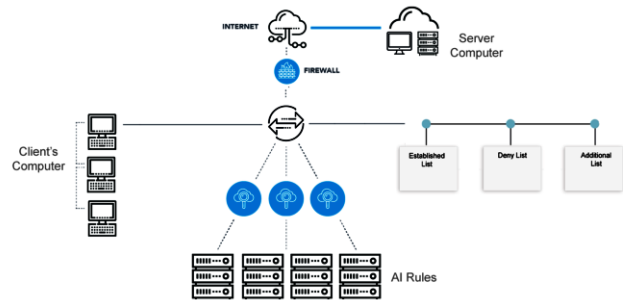 INTERNET
Server
Computer
FIREWALL
Client's
Computer
Established
List
Deny List
Additional
List
AI Rules